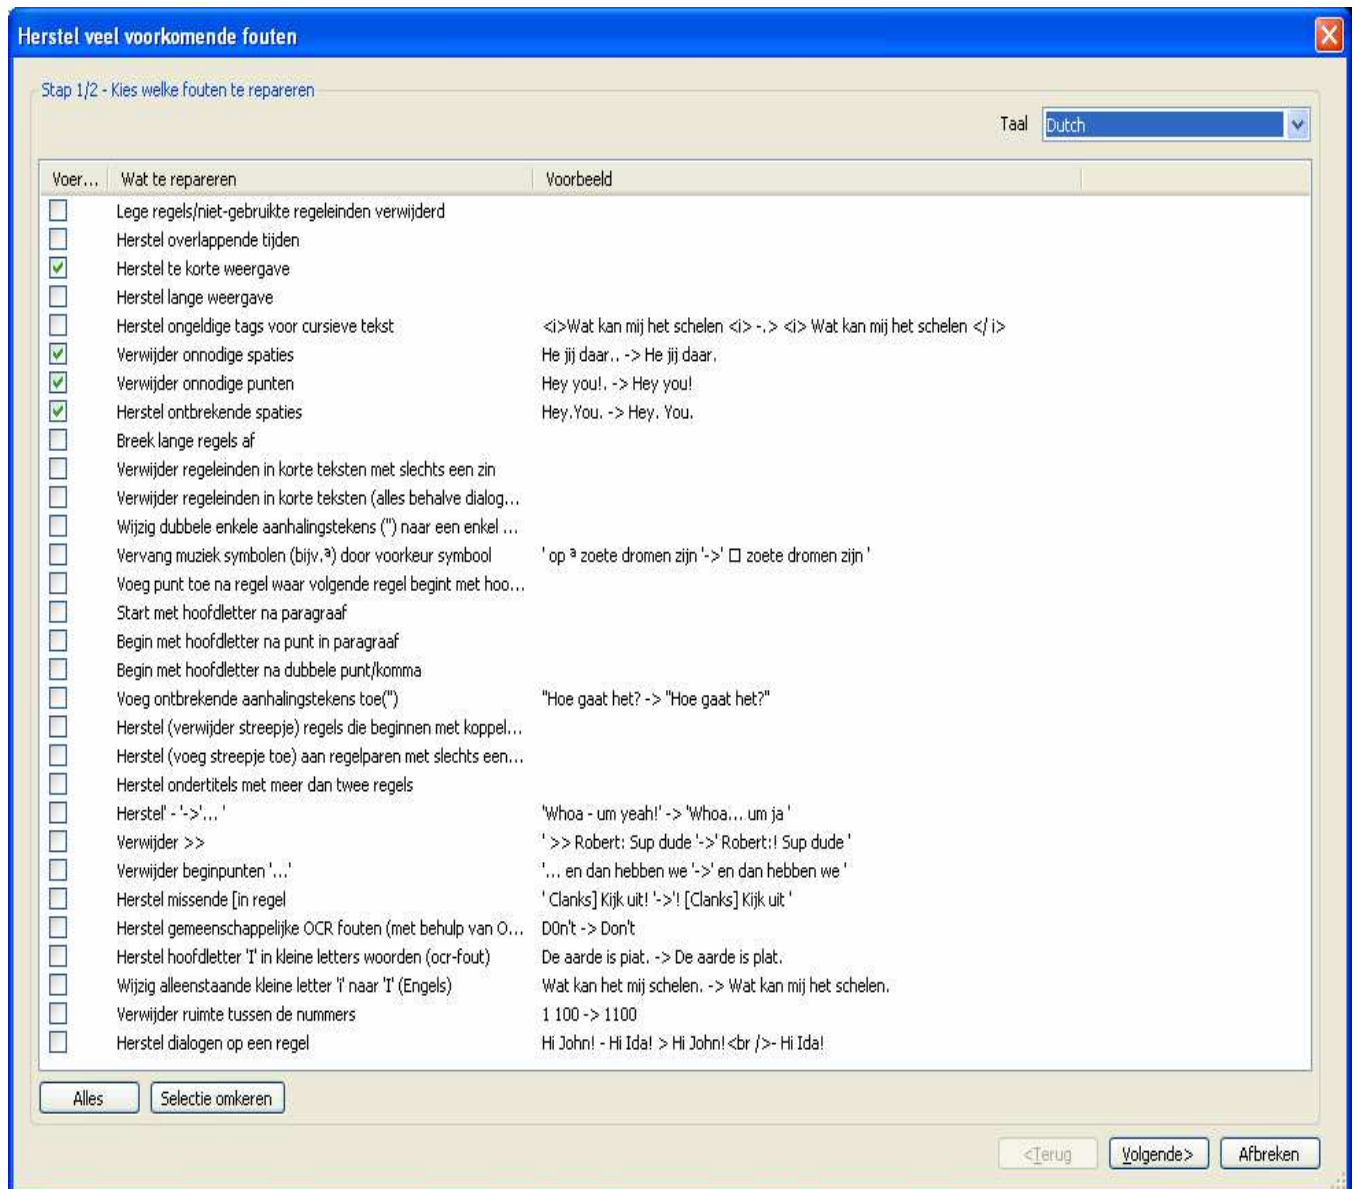 Herstel veel voorkomende fouten
Stap 1/2 - Kies welke fouten te repareren
Taal Dutch
Voer... Wat te repareren Voorbeeld
Lege regels/niet-gebruikte regeleinden verwijderd
Herstel overlappende tijden
Herstel te korte weergave
Herstel lange weergave
Herstel ongeldige tags voor cursieve tekst <i>Wat kan mij het schelen <i> -.> <i> Wat kan mij het schelen </ i>
Verwijder onnodige spaties He jij daar.. -> He jij daar.
Verwijder onnodige punten Hey you!. -> Hey you!
Herstel ontbrekende spaties Hey.You. -> Hey. You.
Breek lange regels af
Verwijder regeleinden in korte teksten met slechts een zin
Verwijder regeleinden in korte teksten (alles behalve dialog...
Wijzig dubbele enkele aanhalingstekens ('') naar een enkel ...
Vervang muziek symbolen (bijv.ª) door voorkeur symbool ' op ª zoete dromen zijn '->' □ zoete dromen zijn '
Voeg punt toe na regel waar volgende regel begint met hoo...
Start met hoofdletter na paragraaf
Begin met hoofdletter na punt in paragraaf
Begin met hoofdletter na dubbele punt/komma
Voeg ontbrekende aanhalingstekens toe(") "Hoe gaat het? -> "Hoe gaat het?"
Herstel (verwijder streepje) regels die beginnen met koppel...
Herstel (voeg streepje toe) aan regelparen met slechts een...
Herstel ondertitels met meer dan twee regels
Herstel' - '->'... ' 'Whoa - um yeah!' -> 'Whoa... um ja '
Verwijder >> ' >> Robert: Sup dude '->' Robert:! Sup dude '
Verwijder beginpunten '...' '... en dan hebben we '->' en dan hebben we '
Herstel missende [in regel ' Clanks] Kijk uit! '->'! [Clanks] Kijk uit '
Herstel gemeenschappelijke OCR fouten (met behulp van O... D0n't -> Don't
Herstel hoofdletter 'I' in kleine letters woorden (ocr-fout) De aarde is piat. -> De aarde is plat.
Wijzig alleenstaande kleine letter 'i' naar 'I' (Engels) Wat kan het mij schelen. -> Wat kan mij het schelen.
Verwijder ruimte tussen de nummers 1 100 -> 1100
Herstel dialogen op een regel Hi John! - Hi Ida! > Hi John!<br />- Hi Ida!
Alles Selectie omkeren
<Terug Volgende> Afbreken